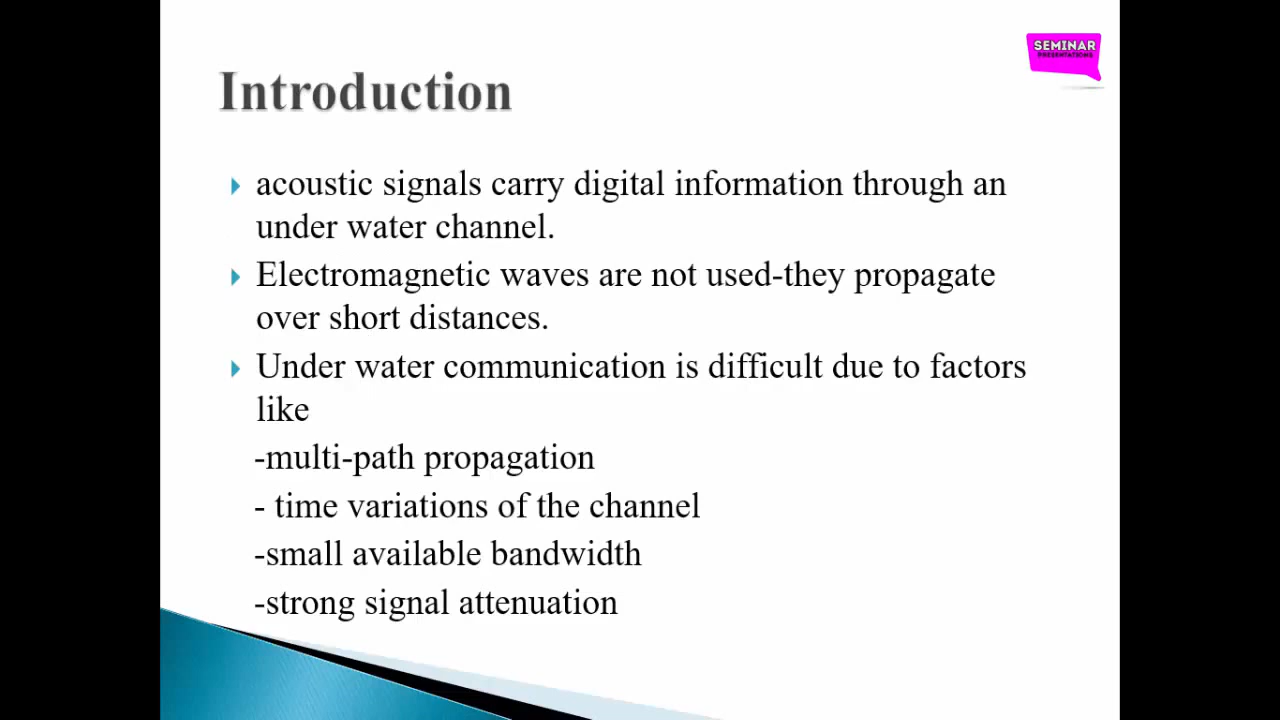 SEMINAR
PRESENTATIONS
Introduction
acoustic signals carry digital information through an
under water channel.
Electromagnetic waves are not used-they propagate
over short distances.
Under water communication is difficult due to factors
like
-multi-path propagation
- time variations of the channel
-small available bandwidth
-strong signal attenuation